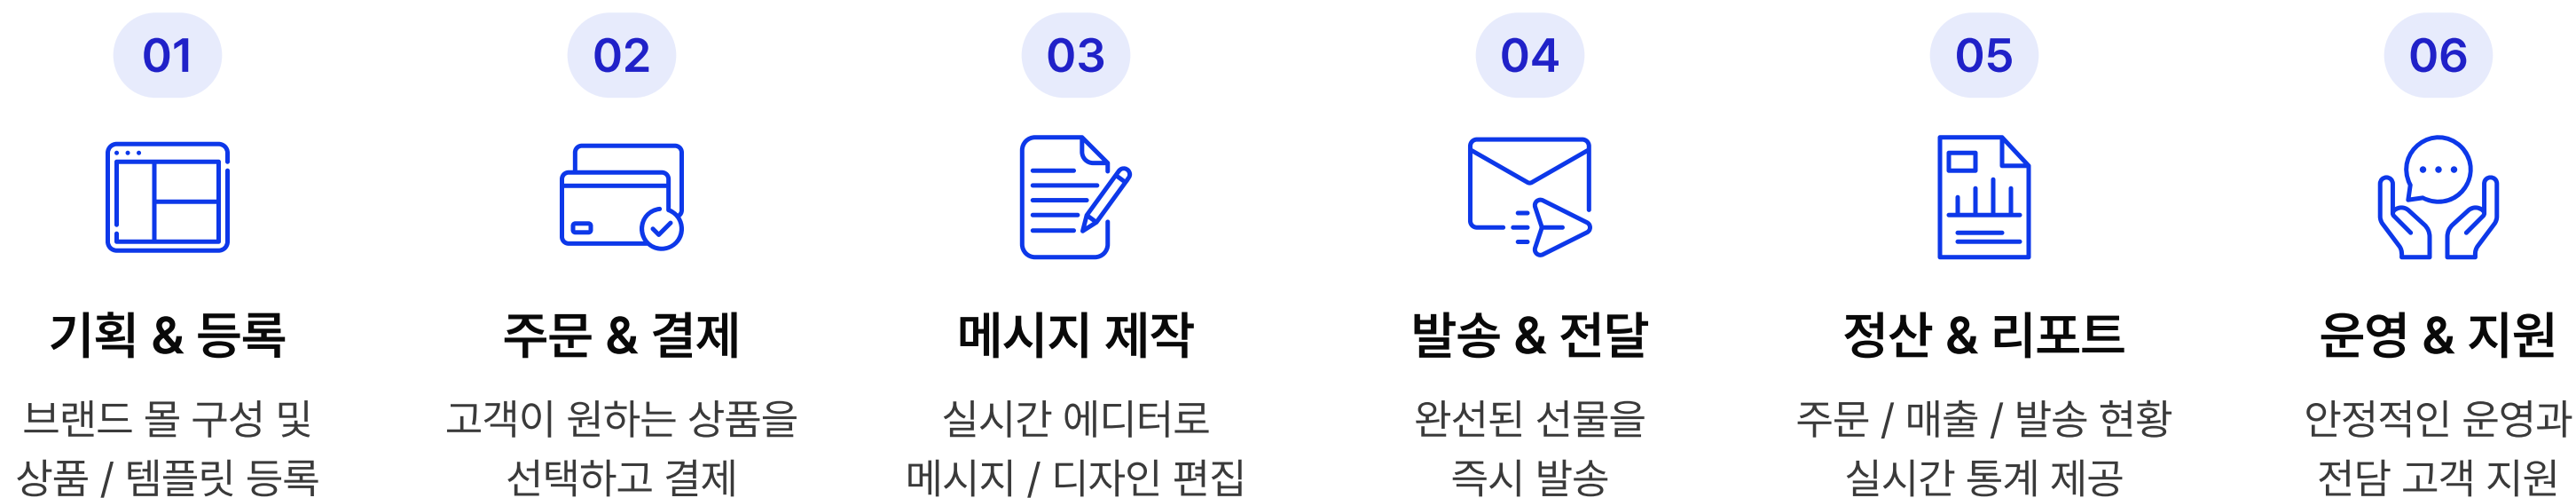 01
기획 & 등록
브랜드 몰 구성 및
상품 / 템플릿 등록
02
주문 & 결제
고객이 원하는 상품을
선택하고 결제
03
메시지 제작
실시간 에디터로
메시지 / 디자인 편집
04
발송 & 전달
완선된 선물을
즉시 발송
05
정산 & 리포트
주문 / 매출 / 발송 현황
실시간 통계 제공
06
운영 & 지원
안정적인 운영과
전담 고객 지원